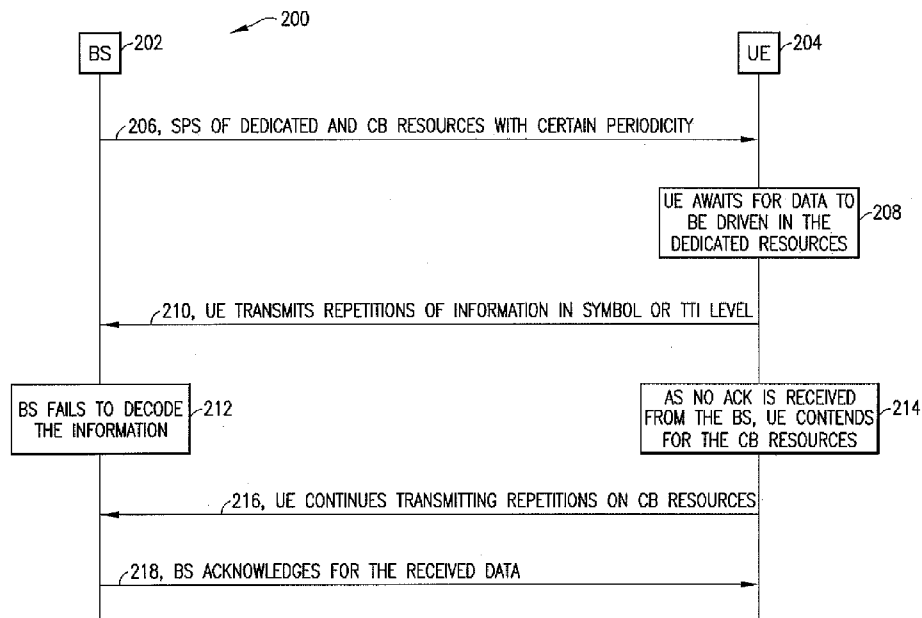 200
BS
202
UE
204
206, SPS OF DEDICATED AND CB RESOURCES WITH CERTAIN PERIODICITY
UE AWAITS FOR DATA TO
BE DRIVEN IN THE
DEDICATED RESOURCES
208
210, UE TRANSMITS REPETITIONS OF INFORMATION IN SYMBOL OR TTI LEVEL
BS FAILS TO DECODE
THE INFORMATION
212
AS NO ACK IS RECEIVED
FROM THE BS, UE CONTENDS
FOR THE CB RESOURCES
214
216, UE CONTINUES TRANSMITTING REPETITIONS ON CB RESOURCES
218, BS ACKNOWLEDGES FOR THE RECEIVED DATA